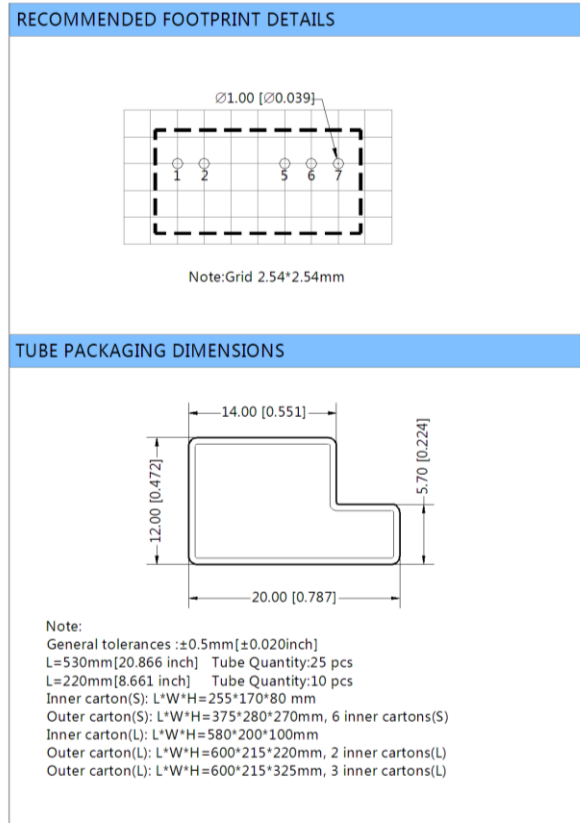 RECOMMENDED FOOTPRINT DETAILS
∅1.00 [∅0.039]
1 2 5 6 7
Note:Grid 2.54*2.54mm
TUBE PACKAGING DIMENSIONS
14.00 [0.551]
12.00 [0.472]
5.70 [0.224]
20.00 [0.787]
Note:
General tolerances :±0.5mm[±0.020inch]
L=530mm[20.866 inch] Tube Quantity:25 pcs
L=220mm[8.661 inch] Tube Quantity:10 pcs
Inner carton(S): L*W*H=255*170*80 mm
Outer carton(S): L*W*H=375*280*270mm, 6 inner cartons(S)
Inner carton(L): L*W*H=580*200*100mm
Outer carton(L): L*W*H=600*215*220mm, 2 inner cartons(L)
Outer carton(L): L*W*H=600*215*325mm, 3 inner cartons(L)